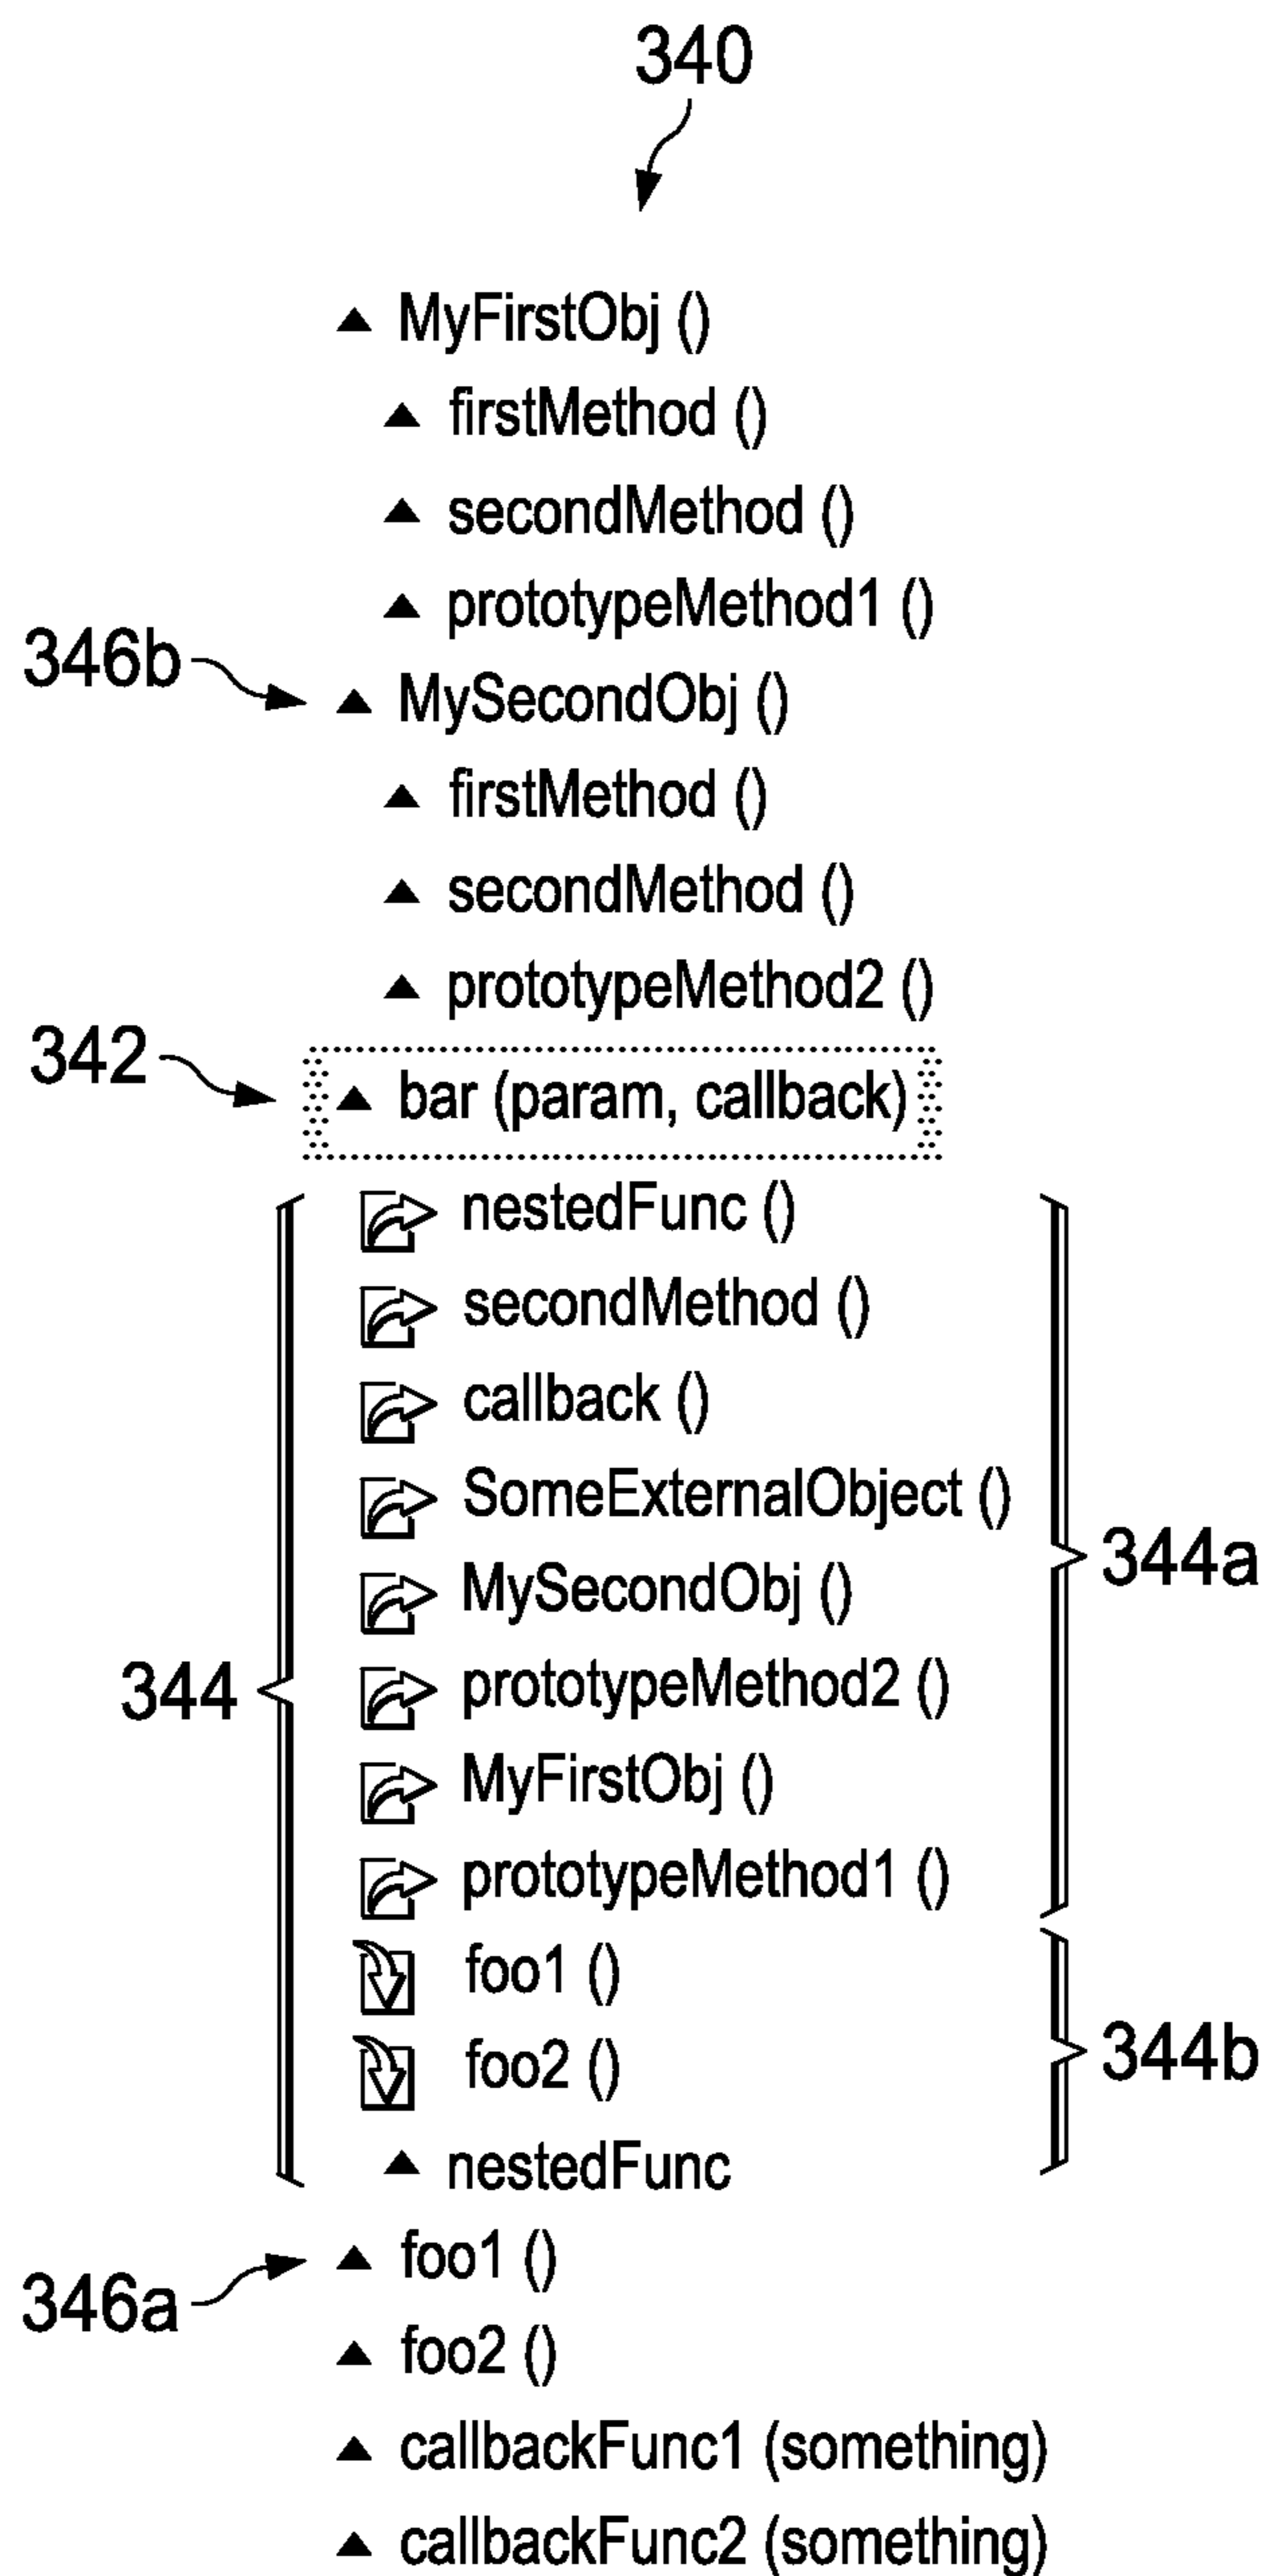 340
MyFirstObj ()
firstMethod ()
secondMethod ()
prototypeMethod1 ()
346b MySecondObj ()
firstMethod ()
secondMethod ()
prototypeMethod2 ()
342 bar (param, callback)
nestedFunc ()
secondMethod ()
callback ()
SomeExternalObject ()
344a
MySecondObj ()
344 prototypeMethod2 ()
MyFirstObj ()
prototypeMethod1 ()
foo1 ()
344b
foo2 ()
nestedFunc
346a foo1 ()
foo2 ()
callbackFunc1 (something)
callbackFunc2 (something)